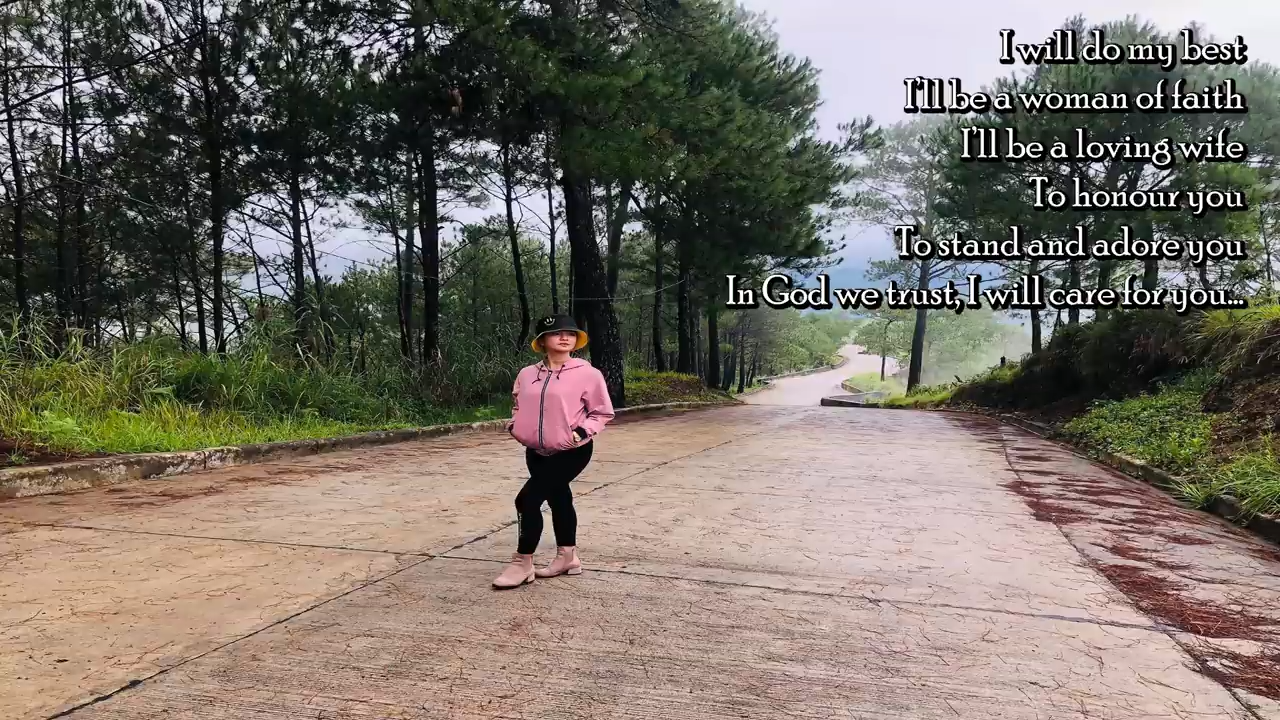 I will do my best
I'll be a woman of faith
I'll be a loving wife
To honour you
To stand and adore you
In God we trust, I will care for you...